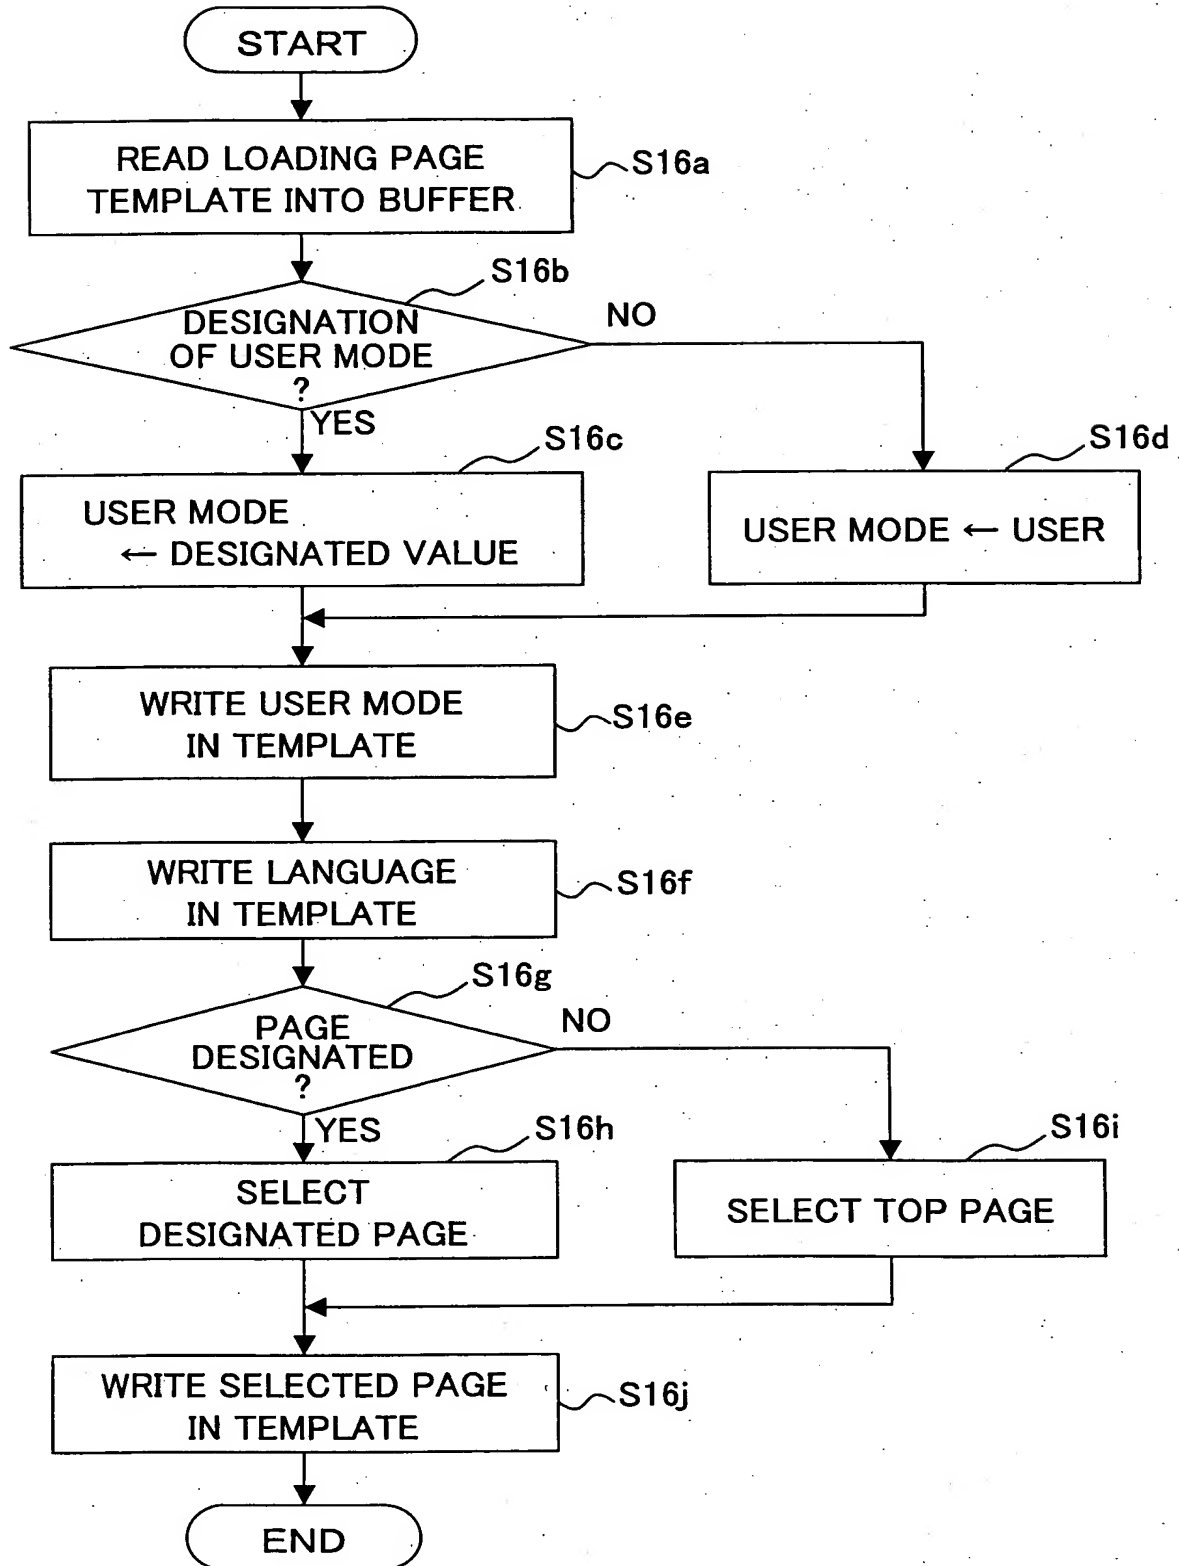 START
READ LOADING PAGE
TEMPLATE INTO BUFFER
S16a
S16b
DESIGNATION
OF USER MODE
?
NO
YES
S16c
S16d
USER MODE
← DESIGNATED VALUE
USER MODE ← USER
WRITE USER MODE
IN TEMPLATE
S16e
WRITE LANGUAGE
IN TEMPLATE
S16f
S16g
PAGE
DESIGNATED
?
NO
YES
S16h
S16i
SELECT
DESIGNATED PAGE
SELECT TOP PAGE
WRITE SELECTED PAGE
IN TEMPLATE
S16j
END